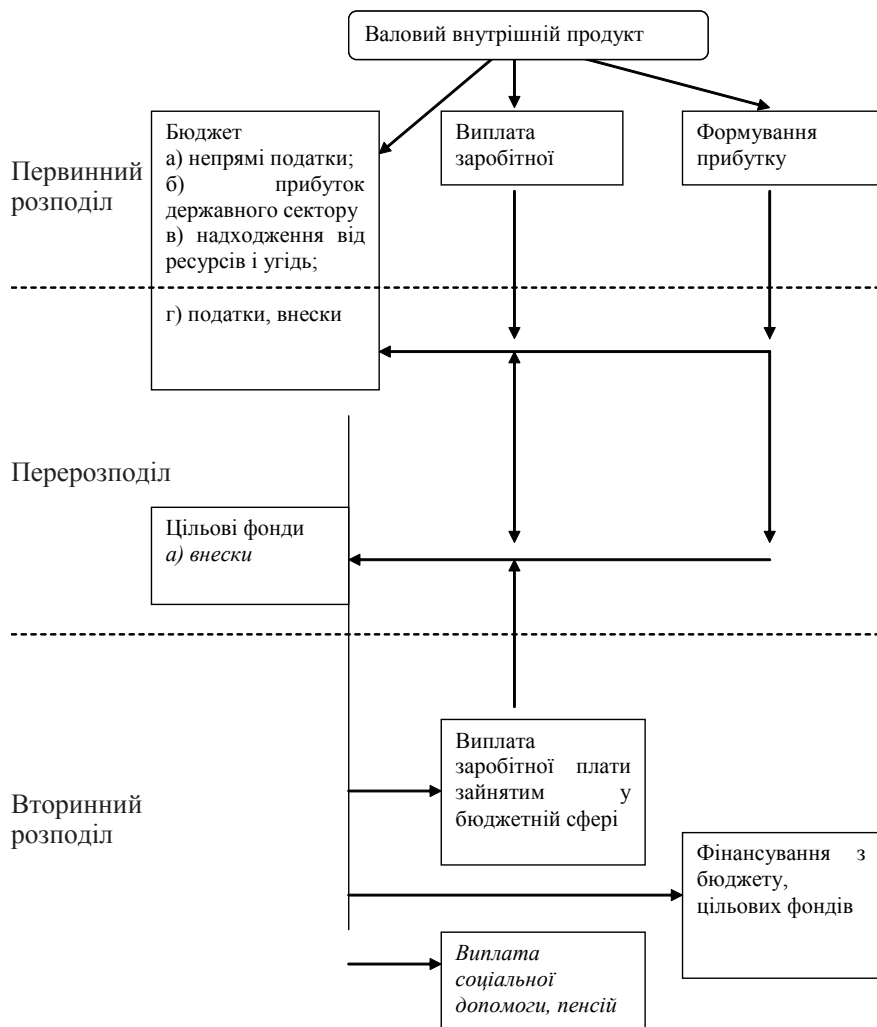 Валовий внутрішній продукт
Бюджет
а) непрямі податки;
б) прибуток
державного сектору
в) надходження від
ресурсів і угідь;
г) податки, внески
Виплата
заробітної
Формування
прибутку
Первинний
розподіл
Перерозподіл
Цільові фонди
а) внески
Вторинний
розподіл
Виплата
заробітної плати
зайнятим у
бюджетній сфері
Фінансування з
бюджету,
цільових фондів
Виплата
соціальної
допомоги, пенсій